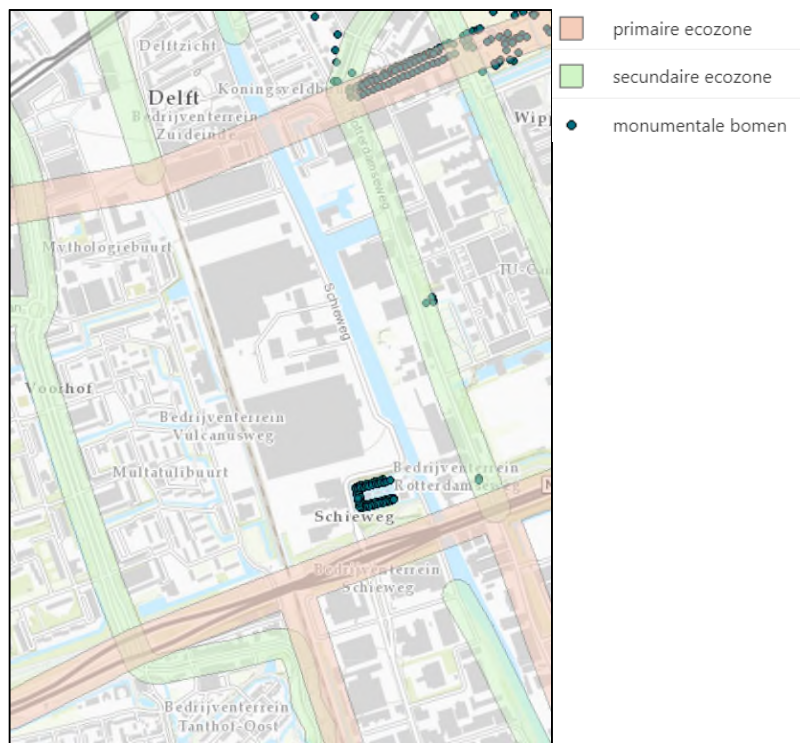 primaire ecozone
secundaire ecozone
monumentale bomen
Delftzicht
Delft
Koningsveldb
Bedrijventerrein
Zuideinde
Wipp
Rotterdamseweg
Mythologiebuurt
TU-Ca
Schieweg
Voorhof
Bedrijventerrein
Vulcanusweg
Multatulibuurt
Bedrijventerrein
Rotterdamseweg
N
Schieweg
Bedrijventerrein
Schieweg
Bedrijventerrein
Tanthof-Oost